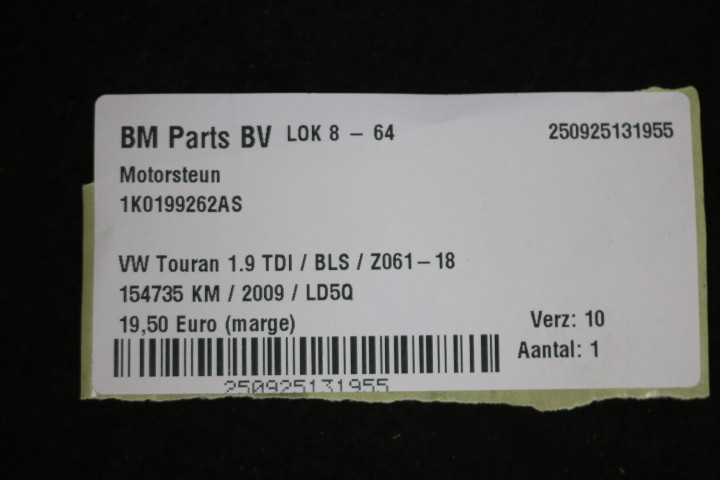 BM Parts BV LOK 8 – 64 250925131955
Motorsteun
1K0199262AS
VW Touran 1.9 TDI / BLS / Z061–18
154735 KM / 2009 / LD5Q
19,50 Euro (marge)
Verz: 10
Aantal: 1
250925131955